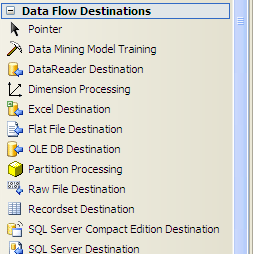 Data Flow Destinations
Pointer
Data Mining Model Training
DataReader Destination
Dimension Processing
Excel Destination
Flat File Destination
OLE DB Destination
Partition Processing
Raw File Destination
Recordset Destination
SQL Server Compact Edition Destination
SQL Server Destination